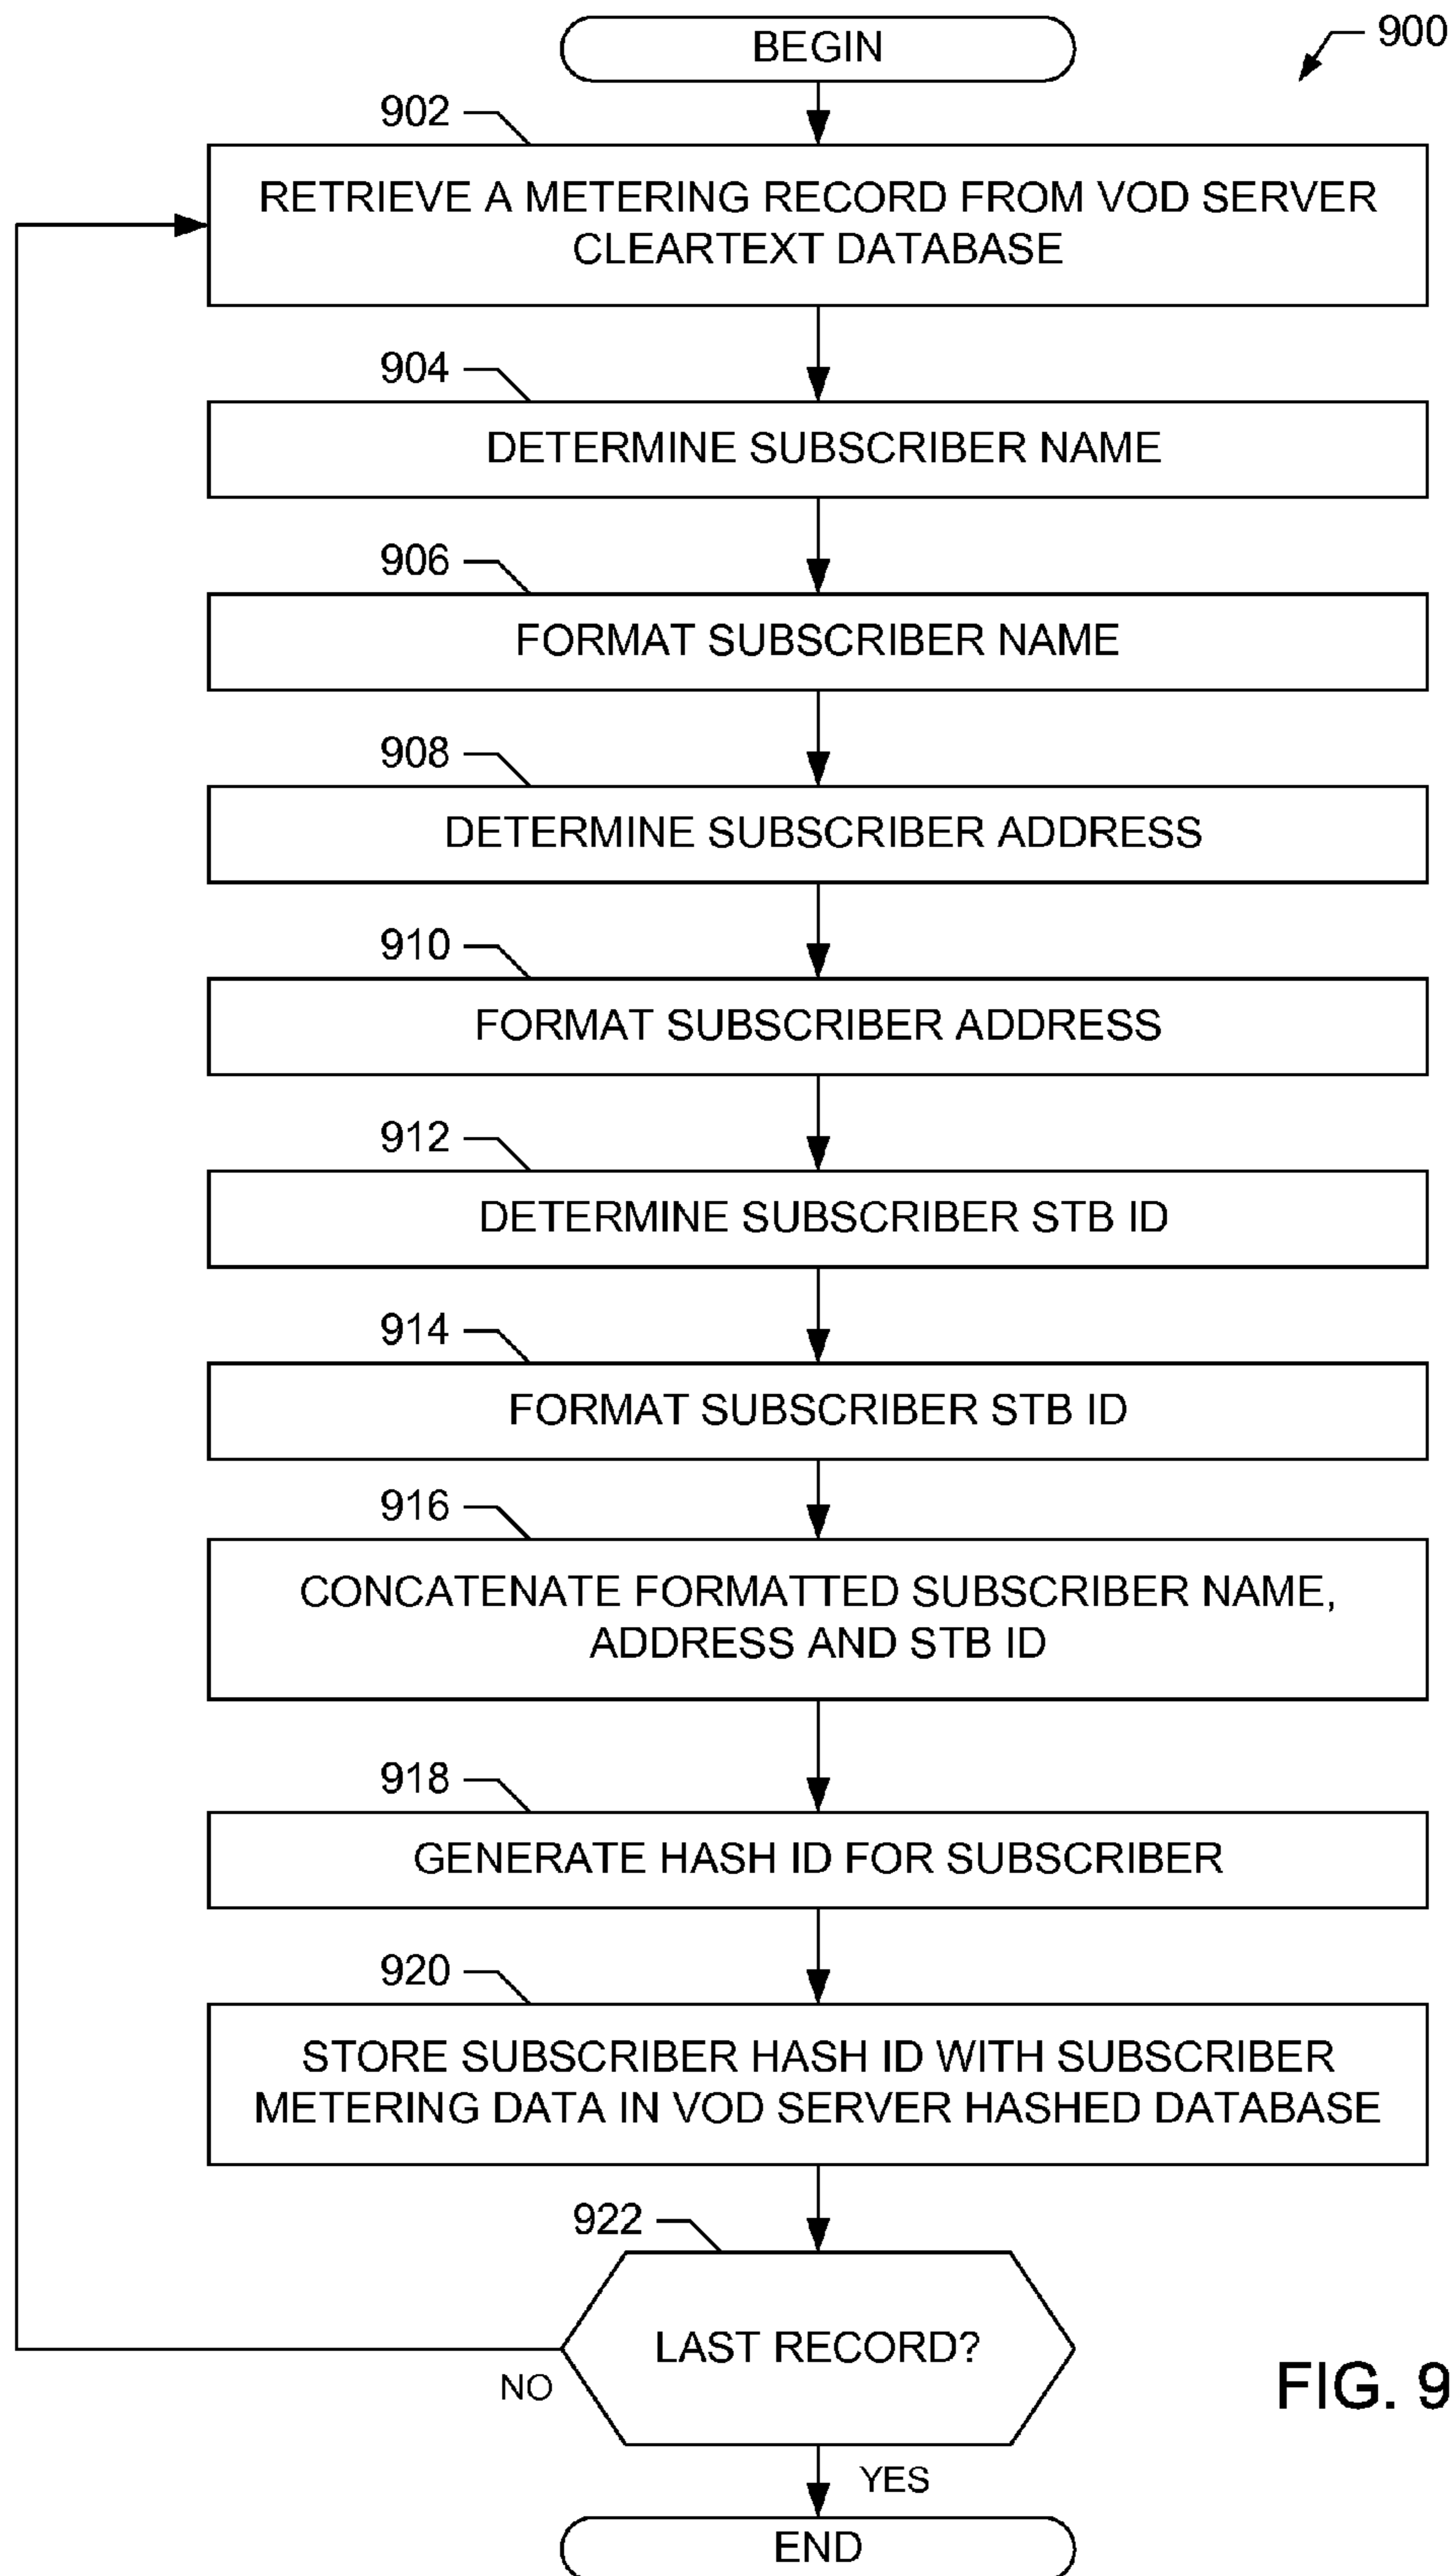 BEGIN
900
902
RETRIEVE A METERING RECORD FROM VOD SERVER
CLEARTEXT DATABASE
904
DETERMINE SUBSCRIBER NAME
906
FORMAT SUBSCRIBER NAME
908
DETERMINE SUBSCRIBER ADDRESS
910
FORMAT SUBSCRIBER ADDRESS
912
DETERMINE SUBSCRIBER STB ID
914
FORMAT SUBSCRIBER STB ID
916
CONCATENATE FORMATTED SUBSCRIBER NAME,
ADDRESS AND STB ID
918
GENERATE HASH ID FOR SUBSCRIBER
920
STORE SUBSCRIBER HASH ID WITH SUBSCRIBER
METERING DATA IN VOD SERVER HASHED DATABASE
922
LAST RECORD?
NO
FIG. 9
YES
END